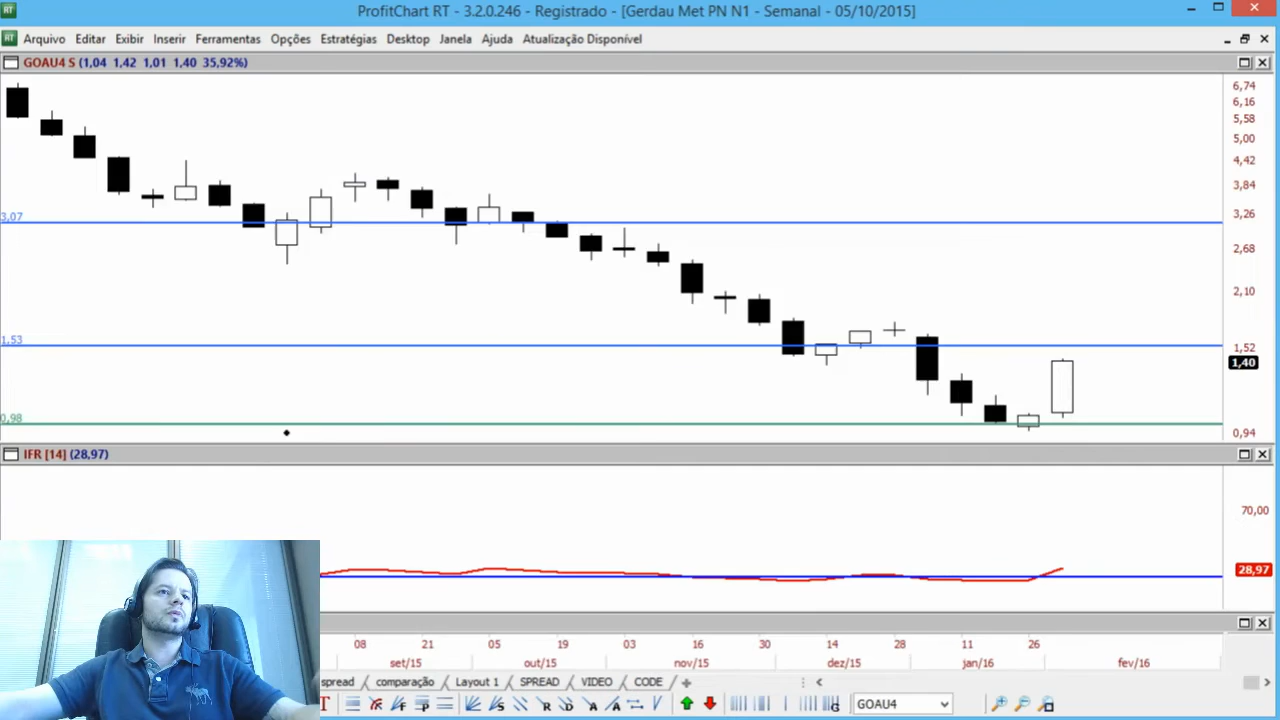 ProfitChart RT - 3.2.0.246 - Registrado - [Gerdau Met PN N1 - Semanal - 05/10/2015]
RT Arquivo Editar Exibir Inserir Ferramentas Opções Estratégias Desktop Janela Ajuda Atualização Disponível
GOAU4 S (1,04 1,42 1,01 1,40 35,92%)
6,74
6,16
5,58
5,00
4,42
3,84
3,26
3,07
2,68
2,10
1,53
1,52
1,40
0,98
0,94
IFR [14] (28,97)
70,00
28,97
08 21 05 19 03 16 30 14 28 11 26
set/15 out/15 nov/15 dez/15 jan/16 fev/16
spread comparação Layout 1 SPREAD VIDEO CODE
GOAU4